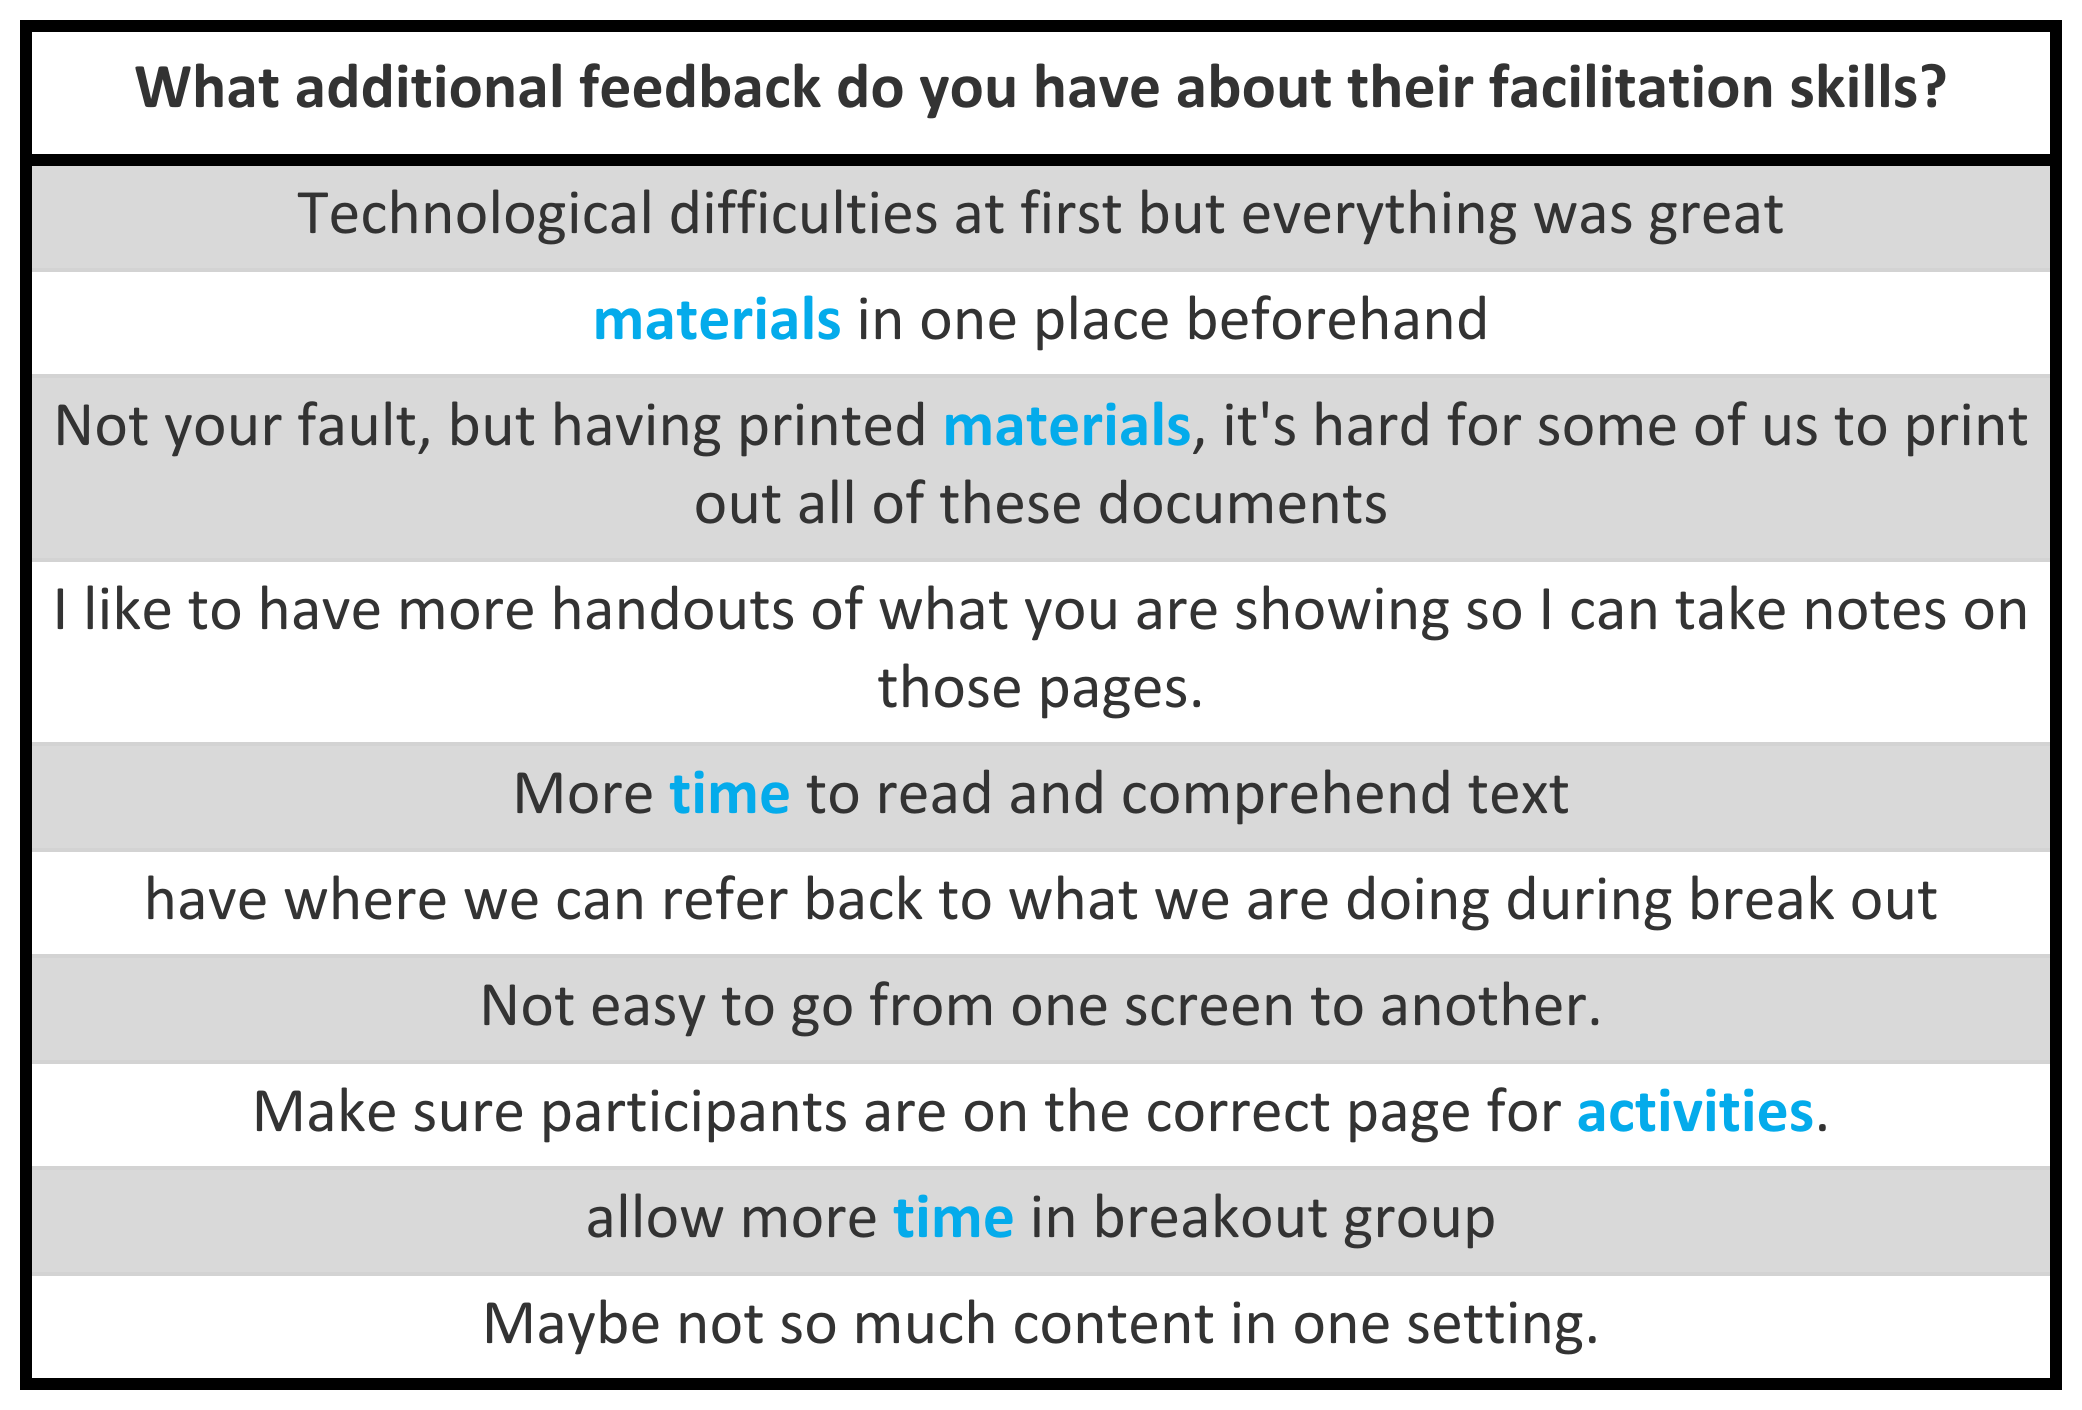 What additional feedback do you have about their facilitation skills?
Technological difficulties at first but everything was great
materials in one place beforehand
Not your fault, but having printed materials, it's hard for some of us to print
out all of these documents
I like to have more handouts of what you are showing so I can take notes on
those pages.
More time to read and comprehend text
have where we can refer back to what we are doing during break out
Not easy to go from one screen to another.
Make sure participants are on the correct page for activities.
allow more time in breakout group
Maybe not so much content in one setting.